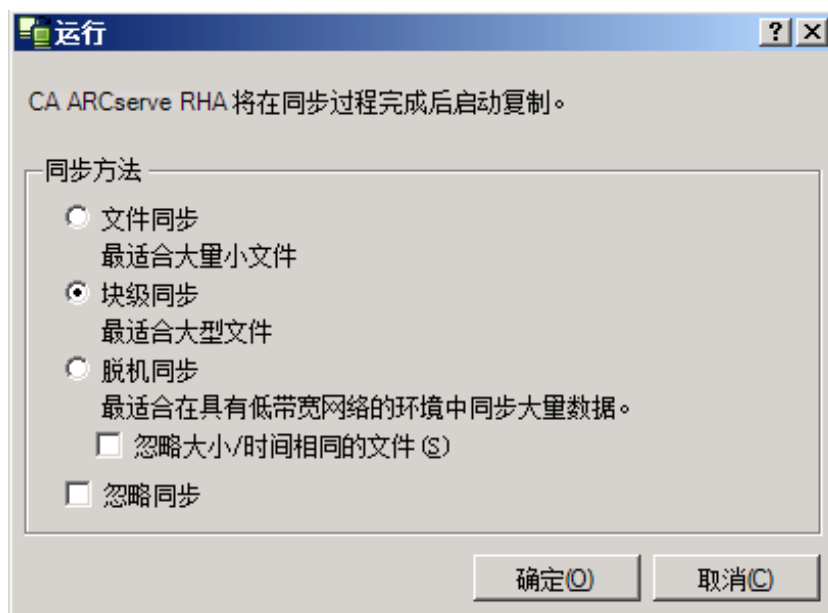 运行
CA ARCserve RHA 将在同步过程完成后启动复制。
同步方法
文件同步
最适合大量小文件
块级同步
最适合大型文件
脱机同步
最适合在具有低带宽网络的环境中同步大量数据。
忽略大小/时间相同的文件(S)
忽略同步
确定(O) 取消(C)